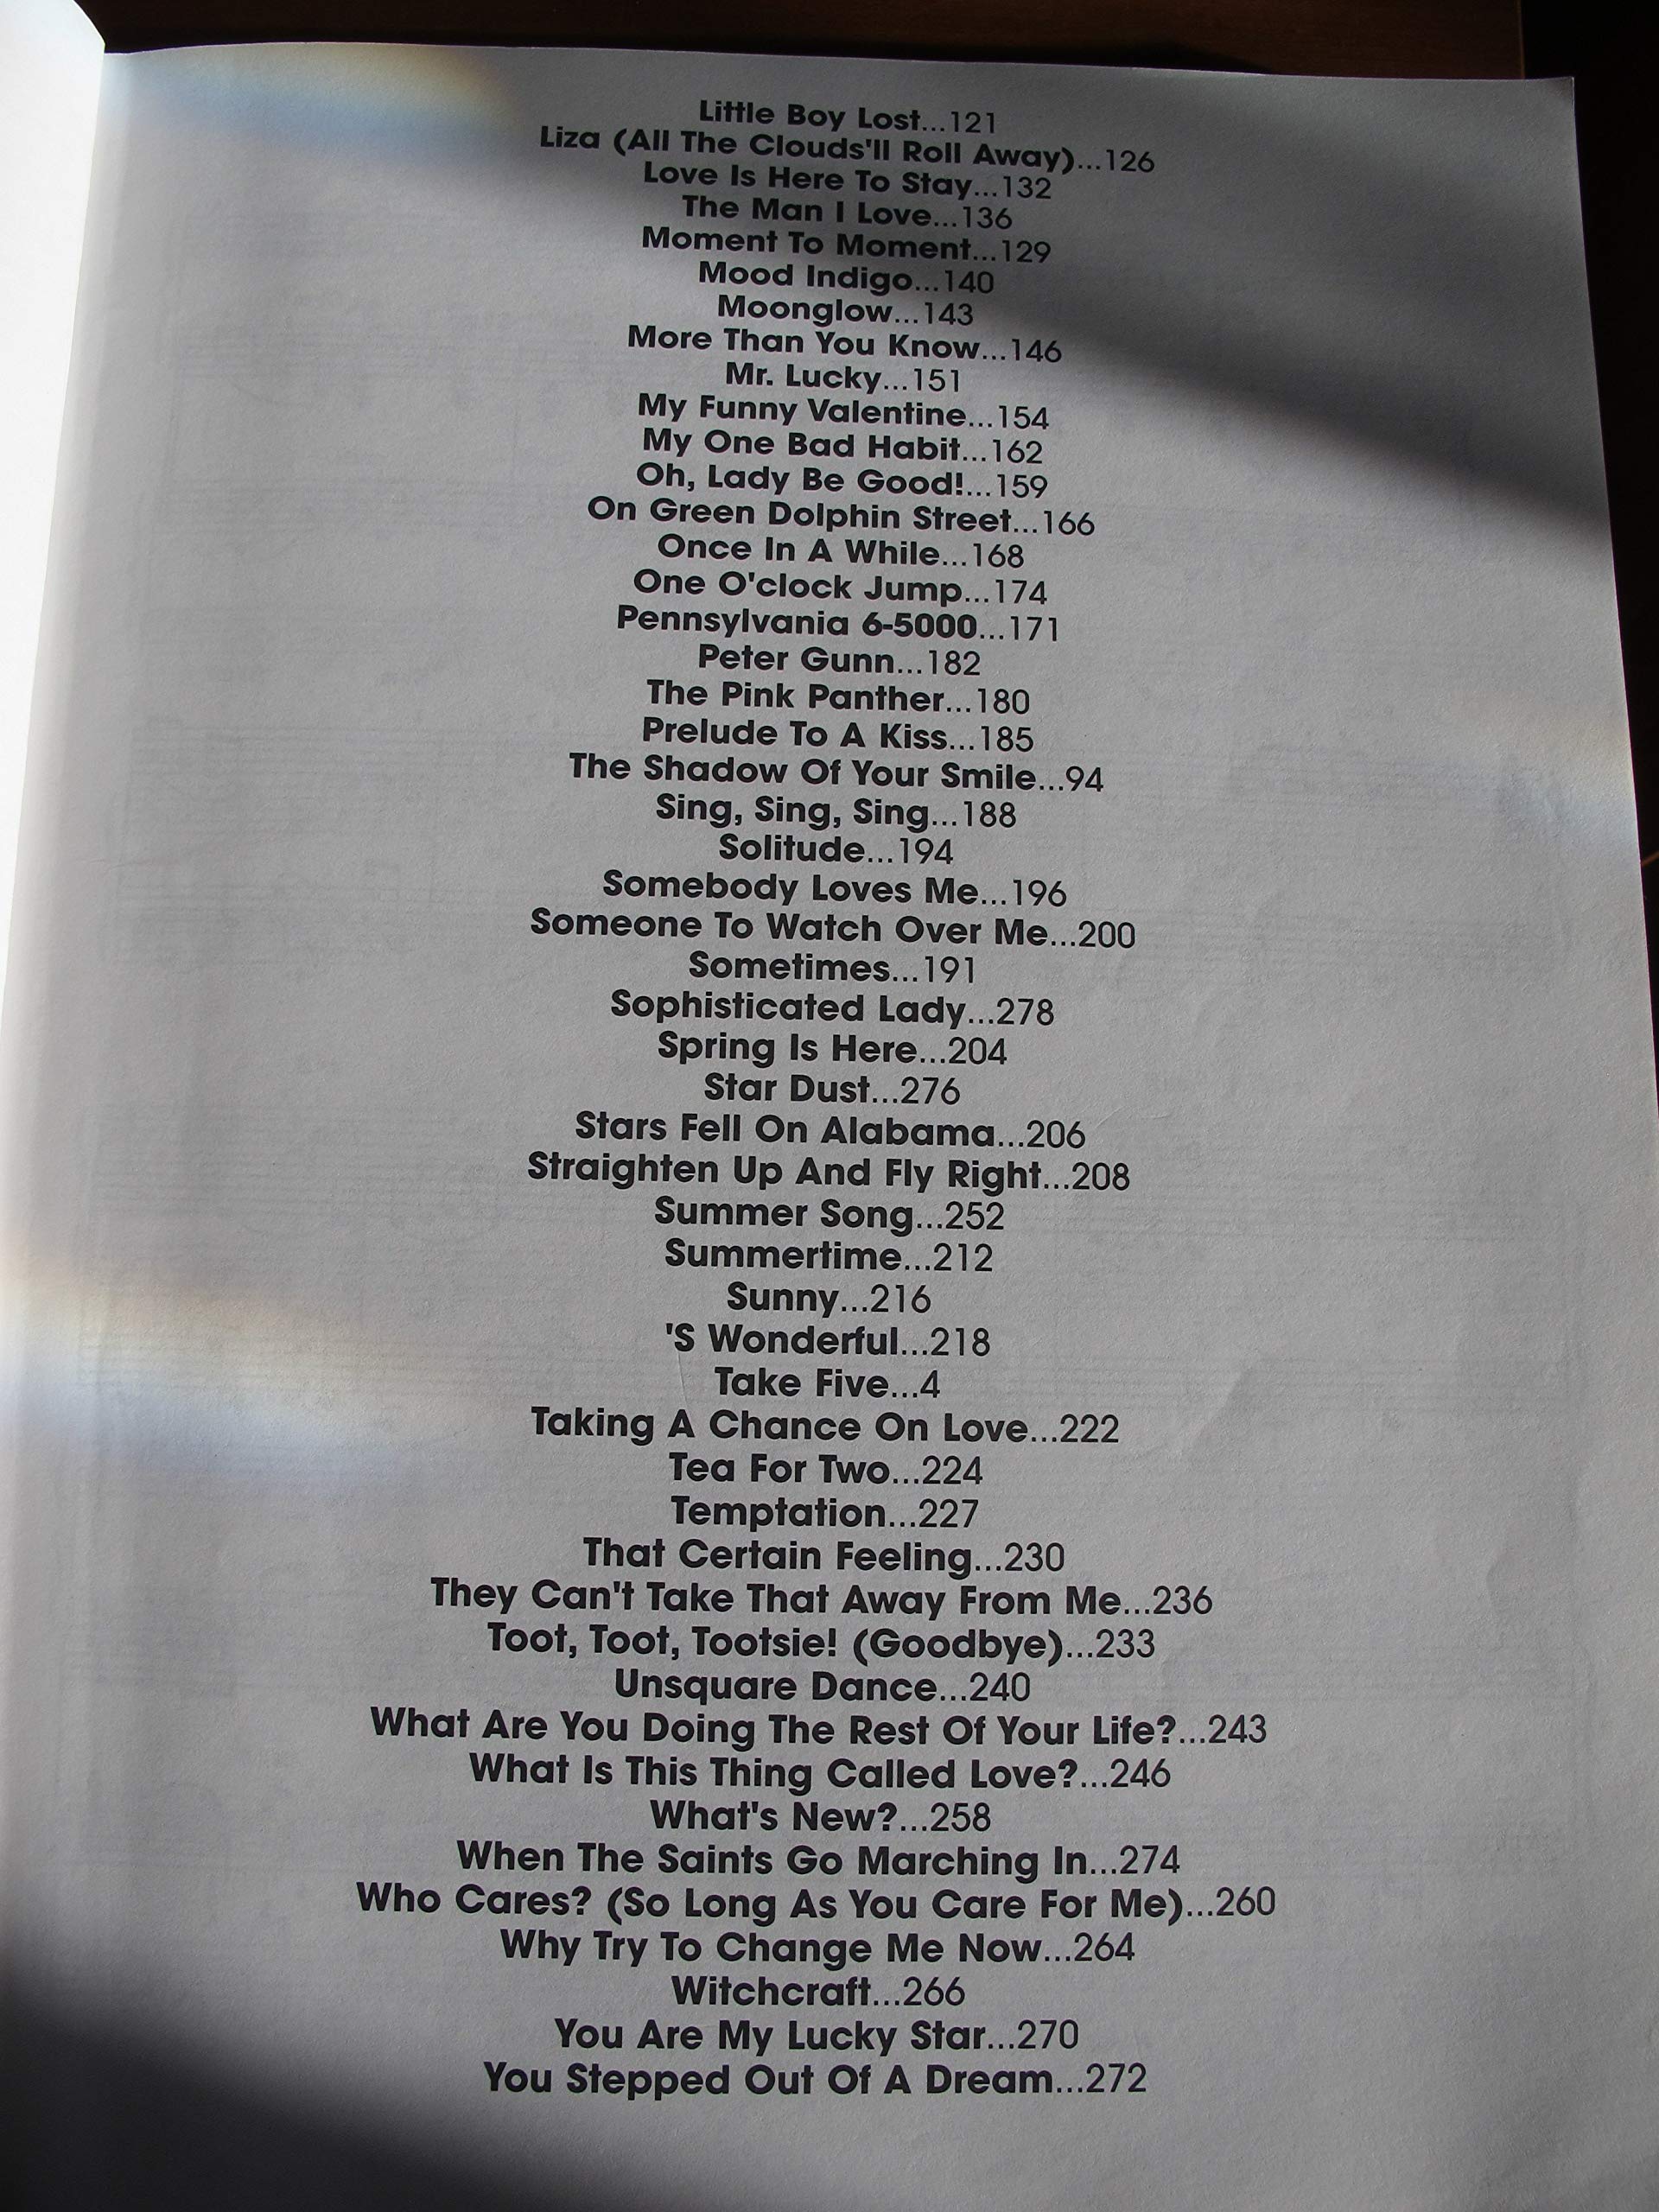 Little Boy Lost...121
Liza (All The Clouds'll Roll Away)...126
Love Is Here To Stay...132
The Man I Love...136
Moment To Moment...129
Mood Indigo...140
Moonglow...143
More Than You Know...146
Mr. Lucky...151
My Funny Valentine...154
My One Bad Habit...162
Oh, Lady Be Good!...159
On Green Dolphin Street...166
Once In A While...168
One O'clock Jump...174
Pennsylvania 6-5000...171
Peter Gunn...182
The Pink Panther...180
Prelude To A Kiss...185
The Shadow Of Your Smile...94
Sing, Sing, Sing...188
Solitude...194
Somebody Loves Me...196
Someone To Watch Over Me...200
Sometimes...191
Sophisticated Lady...278
Spring Is Here...204
Star Dust...276
Stars Fell On Alabama...206
Straighten Up And Fly Right...208
Summer Song...252
Summertime...212
Sunny...216
'S Wonderful...218
Take Five...4
Taking A Chance On Love...222
Tea For Two...224
Temptation...227
That Certain Feeling...230
They Can't Take That Away From Me...236
Toot, Toot, Tootsie! (Goodbye)...233
Unsquare Dance...240
What Are You Doing The Rest Of Your Life?...243
What Is This Thing Called Love?...246
What's New?...258
When The Saints Go Marching In...274
Who Cares? (So Long As You Care For Me)...260
Why Try To Change Me Now...264
Witchcraft...266
You Are My Lucky Star...270
You Stepped Out Of A Dream...272